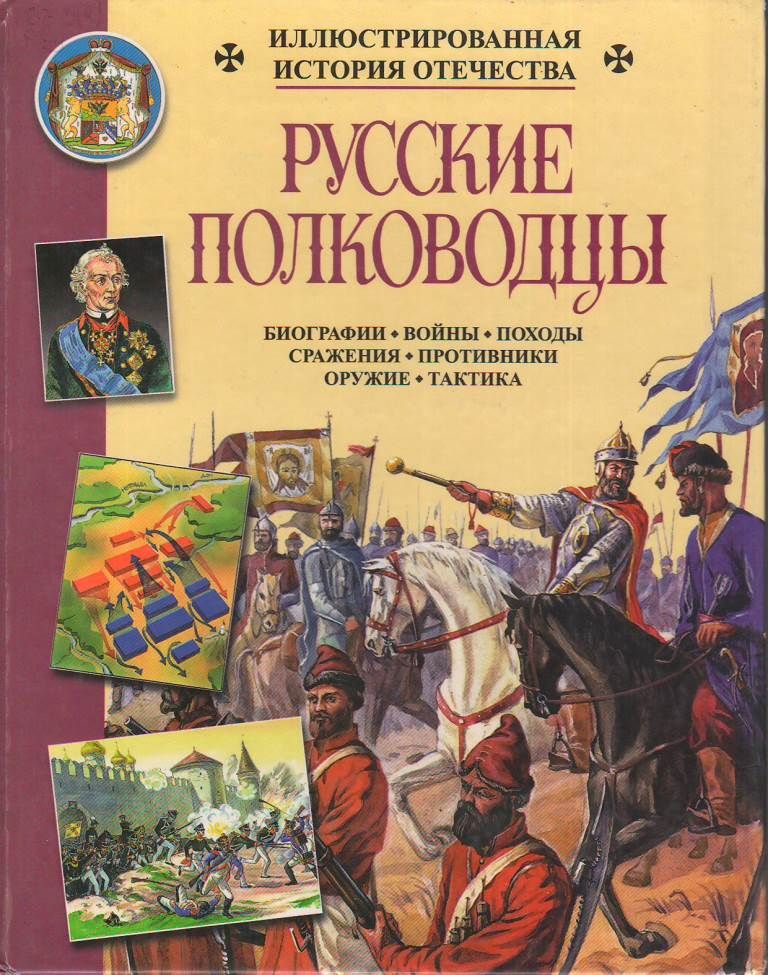 ИЛЛЮСТРИРОВАННАЯ
ИСТОРИЯ ОТЕЧЕСТВА
РУССКИЕ
ПОЛКОВОДЦЫ
БИОГРАФИИ ♦ ВОЙНЫ ♦ ПОХОДЫ
СРАЖЕНИЯ ♦ ПРОТИВНИКИ
ОРУЖИЕ ♦ ТАКТИКА